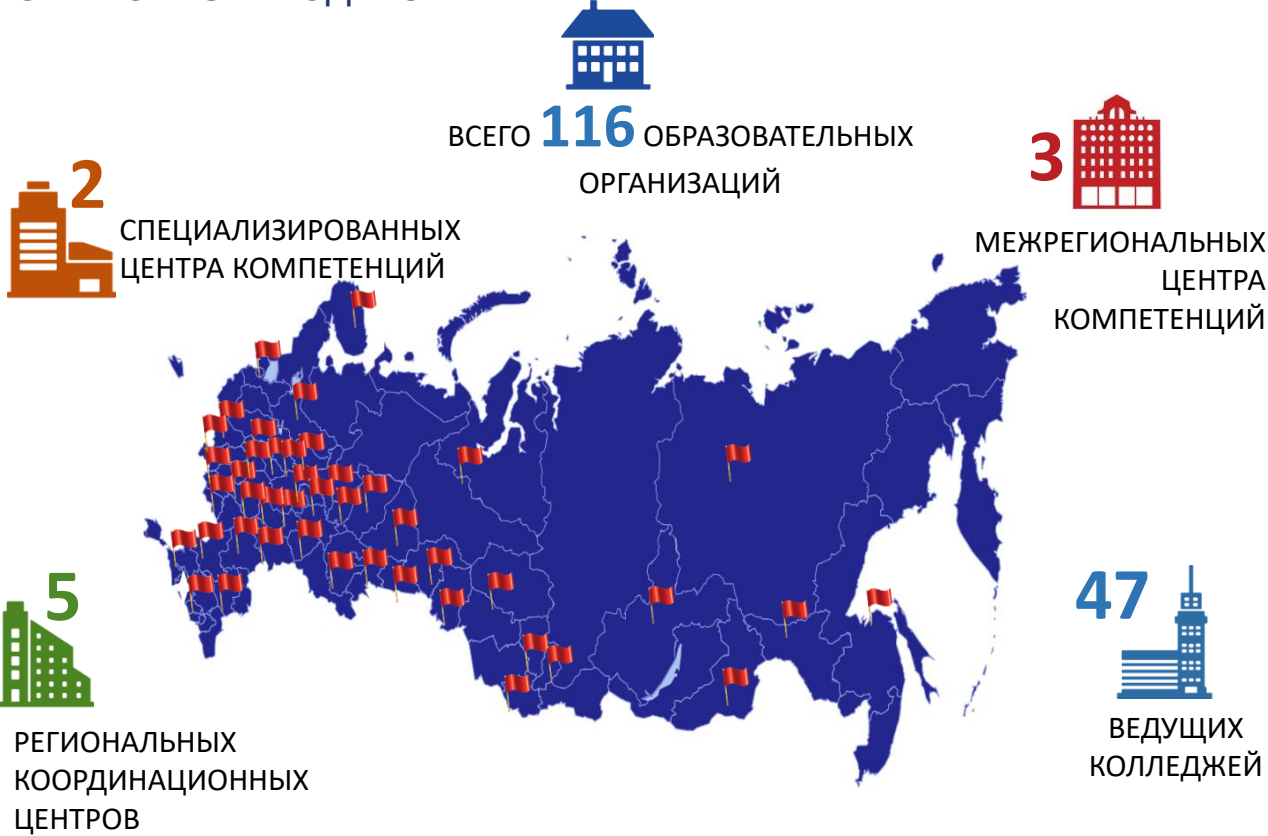 ВСЕГО 116 ОБРАЗОВАТЕЛЬНЫХ
ОРГАНИЗАЦИЙ
2
СПЕЦИАЛИЗИРОВАННЫХ
ЦЕНТРА КОМПЕТЕНЦИЙ
3
МЕЖРЕГИОНАЛЬНЫХ
ЦЕНТРА
КОМПЕТЕНЦИЙ
5
РЕГИОНАЛЬНЫХ
КООРДИНАЦИОННЫХ
ЦЕНТРОВ
47
ВЕДУЩИХ
КОЛЛЕДЖЕЙ